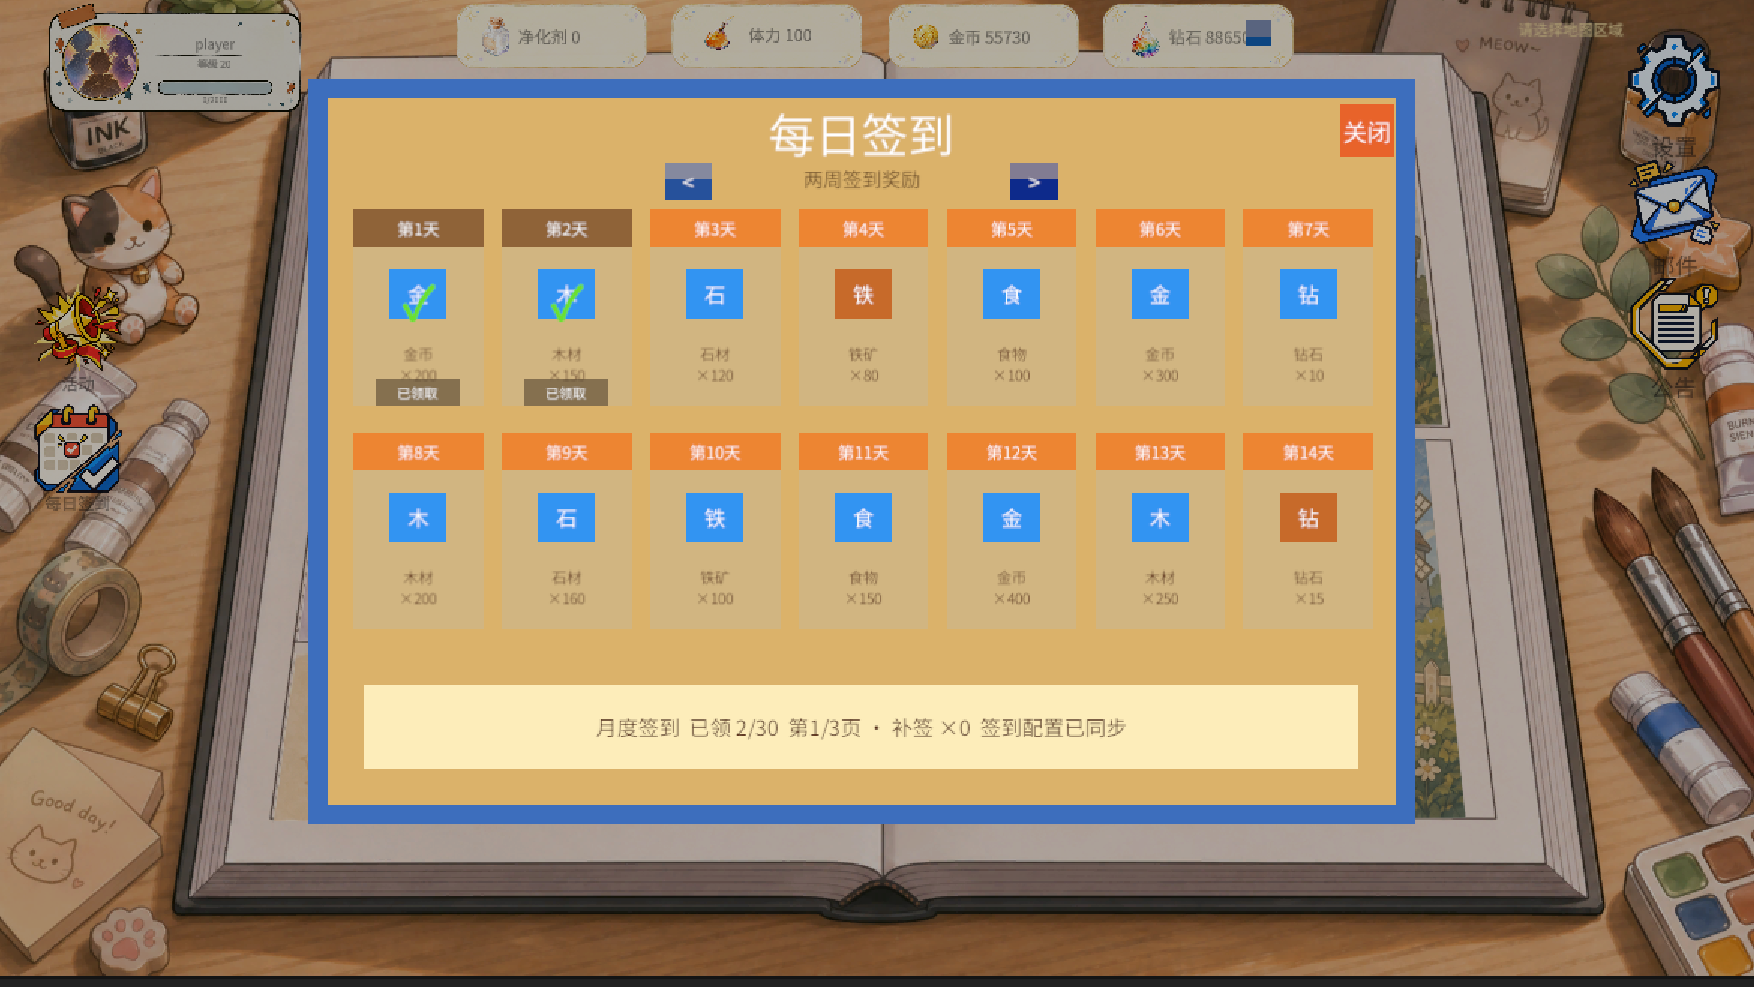 player
等级 20
净化剂 0
体力 100
金币 55730
钻石 88650
请选择地图区域
MEOW~
INK
BLACK
设置
邮件
公告
活动
每日签到
每日签到
关闭
<
两周签到奖励
>
第1天
第2天
第3天
第4天
第5天
第6天
第7天
金
木
石
铁
食
金
钻
金币
木材
石材
铁矿
食物
金币
钻石
×200
×150
×120
×80
×100
×300
×10
已领取
已领取
第8天
第9天
第10天
第11天
第12天
第13天
第14天
木
石
铁
食
金
木
钻
木材
石材
铁矿
食物
金币
木材
钻石
×200
×160
×100
×150
×400
×250
×15
月度签到 已领 2/30 第1/3页 · 补签 ×0 签到配置已同步
Good day!